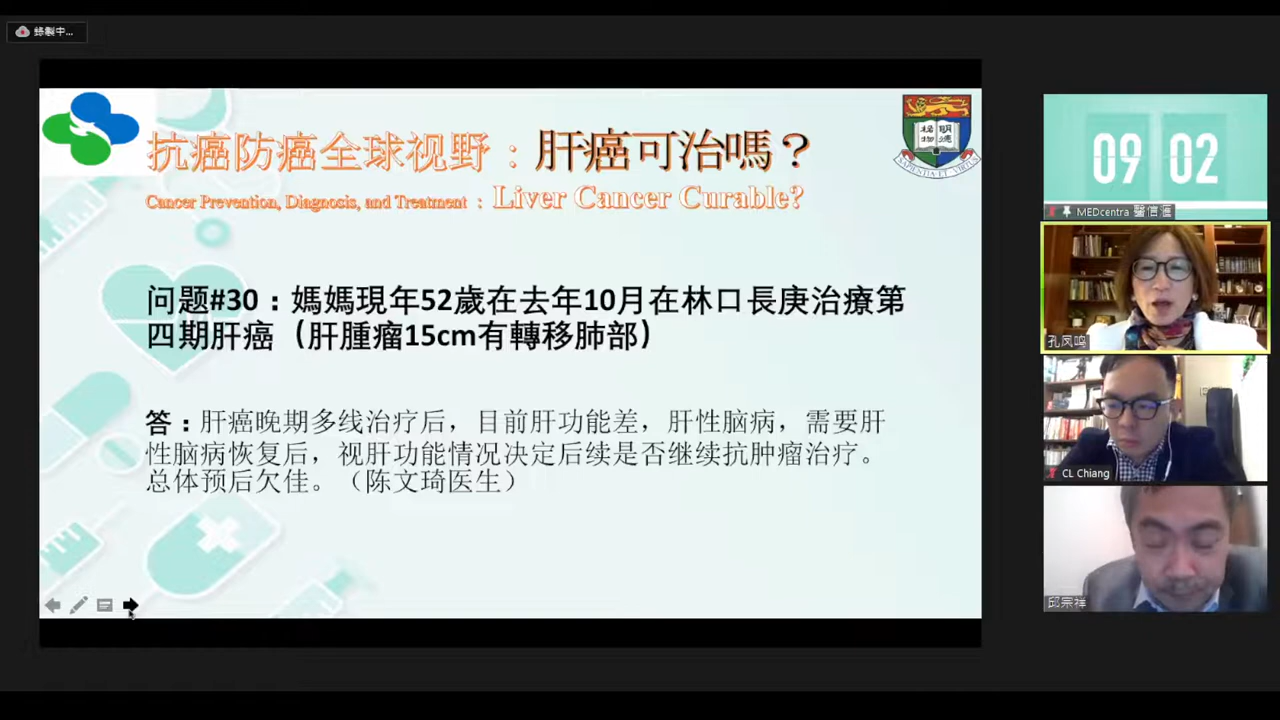 錄製中...
抗癌防癌全球视野：肝癌可治嗎？
Cancer Prevention, Diagnosis, and Treatment ：Liver Cancer Curable?
问题#30：媽媽現年52歲在去年10月在林口長庚治療第
四期肝癌（肝腫瘤15cm有轉移肺部）
答：肝癌晚期多线治疗后，目前肝功能差，肝性脑病，需要肝
性脑病恢复后，视肝功能情况决定后续是否继续抗肿瘤治疗。
总体预后欠佳。（陈文琦医生）
09 02
MEDcentra 醫信滙
孔凤鸣
CL Chiang
邱宗祥